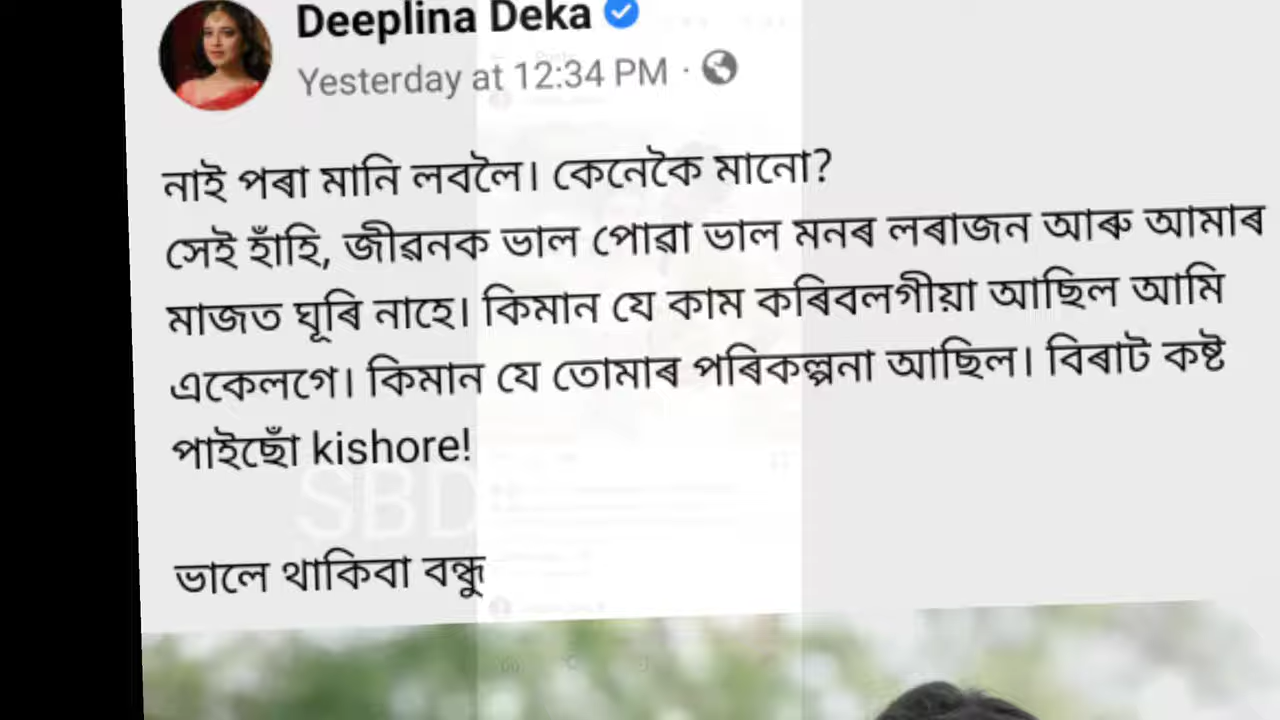 Deeplina Deka
Yesterday at 12:34 PM ·
নাই পৰা মানি লবলৈ। কেনেকৈ মানো?
সেই হাঁহি, জীৱনক ভাল পোৱা ভাল মনৰ লৰাজন আৰু আমাৰ
মাজত ঘূৰি নাহে। কিমান যে কাম কৰিবলগীয়া আছিল আমি
একেলগে। কিমান যে তোমাৰ পৰিকল্পনা আছিল। বিৰাট কষ্ট
পাইছোঁ kishore!
SBD
ভালে থাকিবা বন্ধু